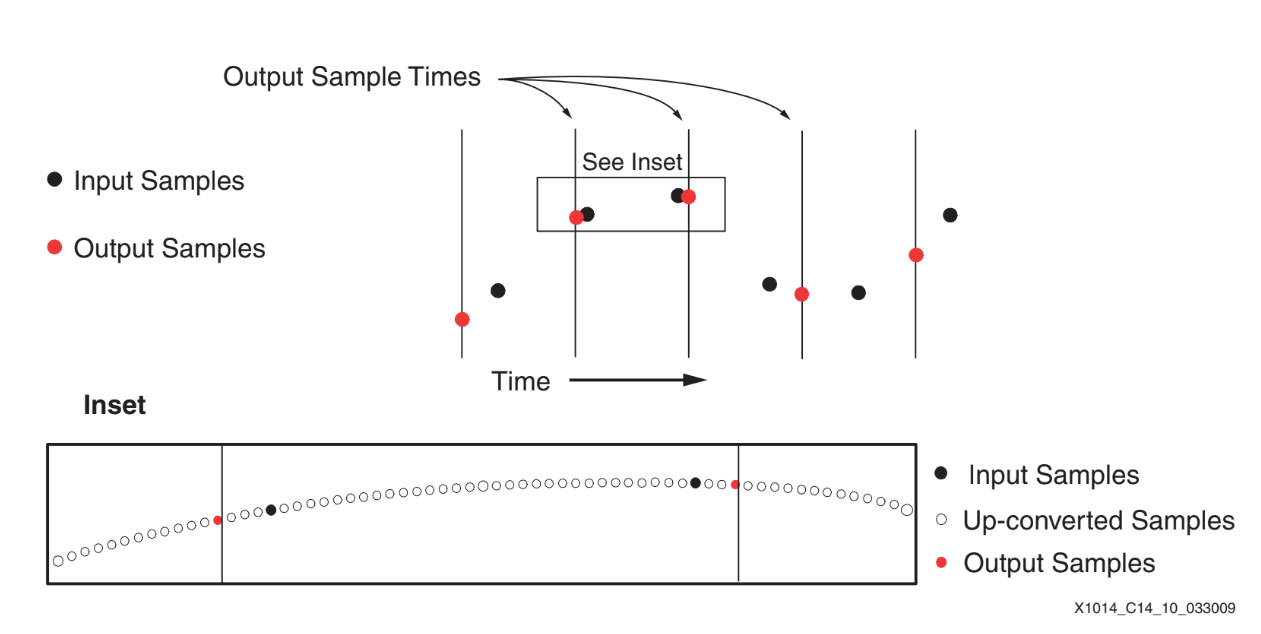 Output Sample Times
See Inset
Input Samples
Output Samples
Time
Inset
Input Samples
Up-converted Samples
Output Samples
X1014_C14_10_033009